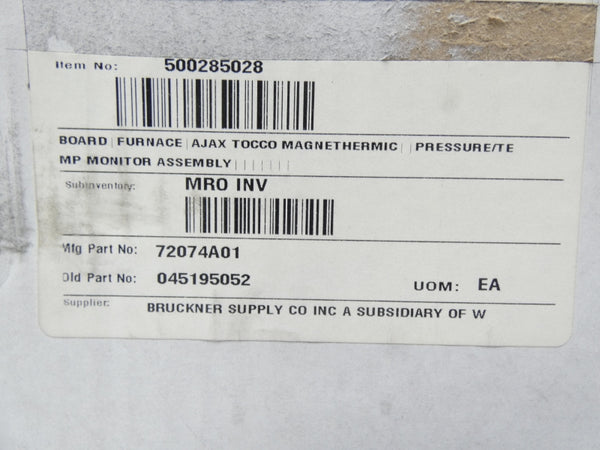 Item No: 500285028
BOARD|FURNACE|AJAX TOCCO MAGNETHERMIC||PRESSURE/TE
MP MONITOR ASSEMBLY|||||||
Subinventory: MRO INV
Mfg Part No: 72074A01
Old Part No: 045195052 UOM: EA
Supplier: BRUCKNER SUPPLY CO INC A SUBSIDIARY OF W